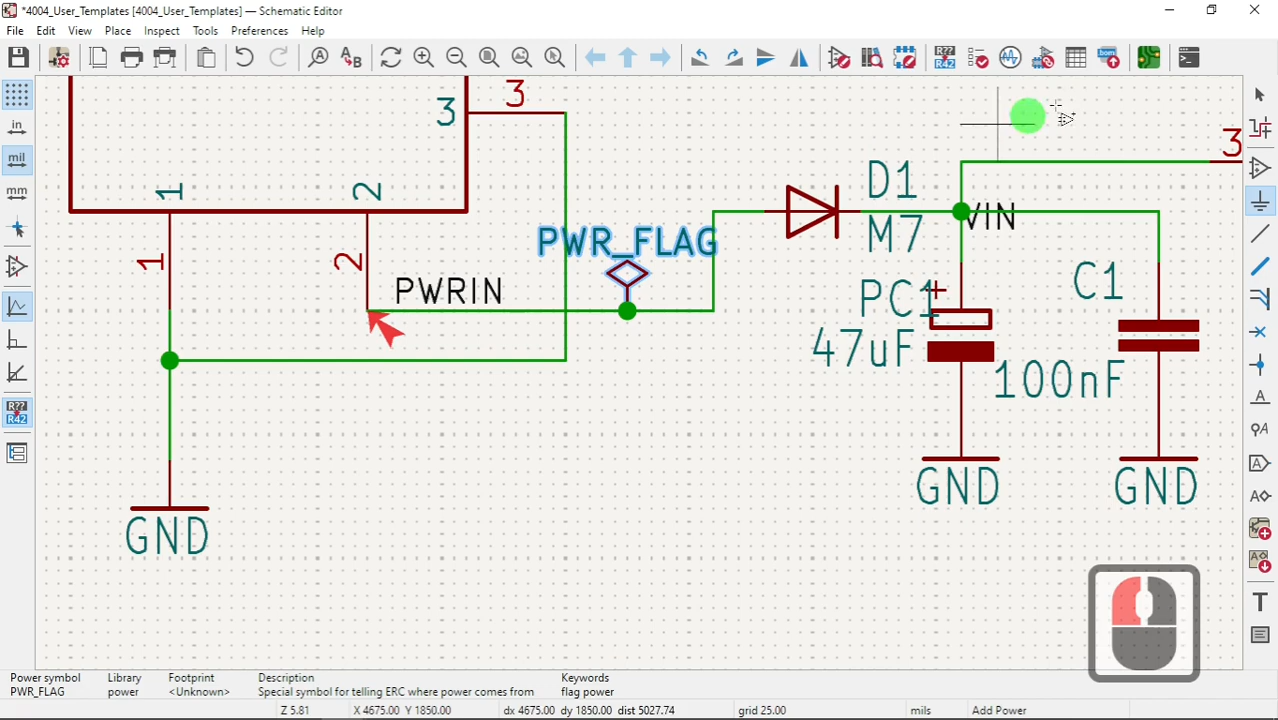 *4004_User_Templates [4004_User_Templates] — Schematic Editor
File Edit View Place Inspect Tools Preferences Help
in
mil
mm
R??
R42
R??
R42
bom
A
T
3
3
1
2
1
2
PWRIN
PWR_FLAG
GND
D1
M7
VIN
3
PC1
+
47uF
C1
100nF
GND
GND
Power symbol Library Footprint Description Keywords
PWR_FLAG power <Unknown> Special symbol for telling ERC where power comes from flag power
Z 5.81 X 4675.00 Y 1850.00 dx 4675.00 dy 1850.00 dist 5027.74 grid 25.00 mils Add Power